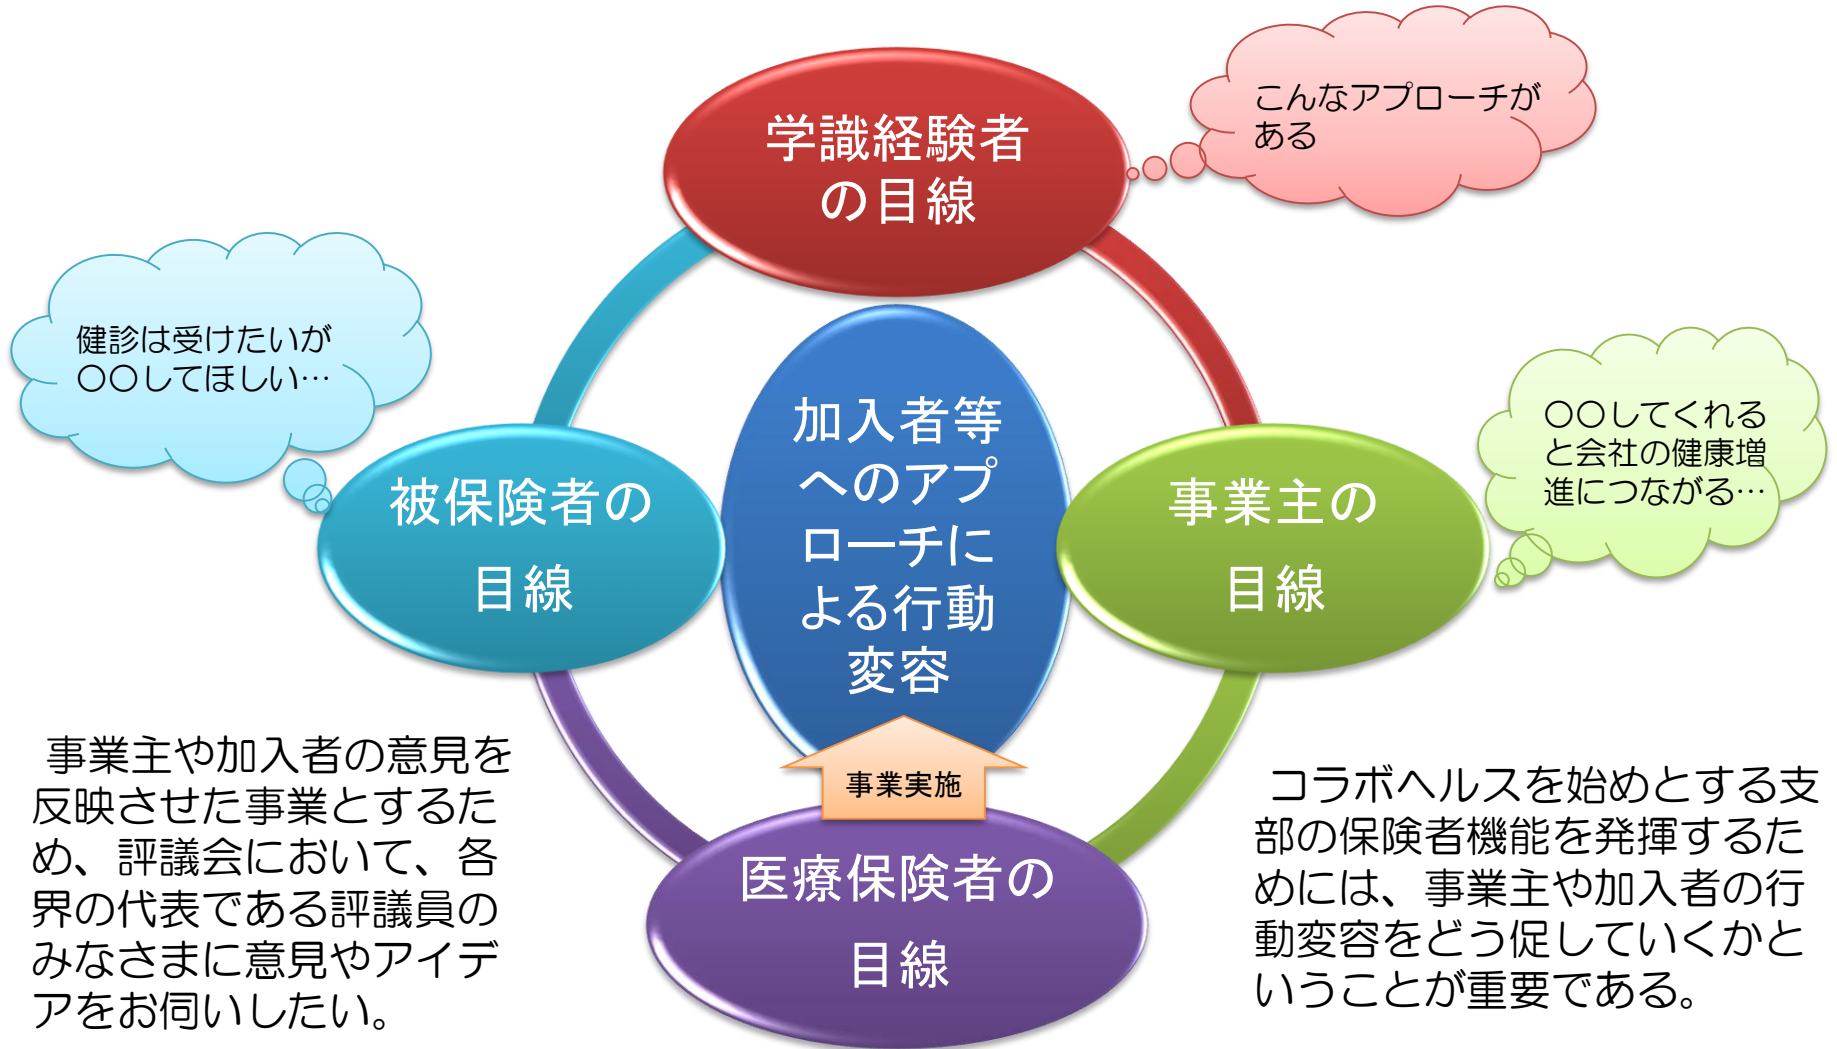 こんなアプローチが
ある
学識経験者
の目線
健診は受けたいが
〇〇してほしい…
〇〇してくれる
と会社の健康増
進につながる…
被保険者の
目線
加入者等
へのアプ
ローチに
よる行動
変容
事業主の
目線
事業実施
医療保険者の
目線
事業主や加入者の意見を
反映させた事業とするた
め、評議会において、各
界の代表である評議員の
みなさまに意見やアイデ
アをお伺いしたい。
コラボヘルスを始めとする支
部の保険者機能を発揮するた
めには、事業主や加入者の行
動変容をどう促していくかと
いうことが重要である。